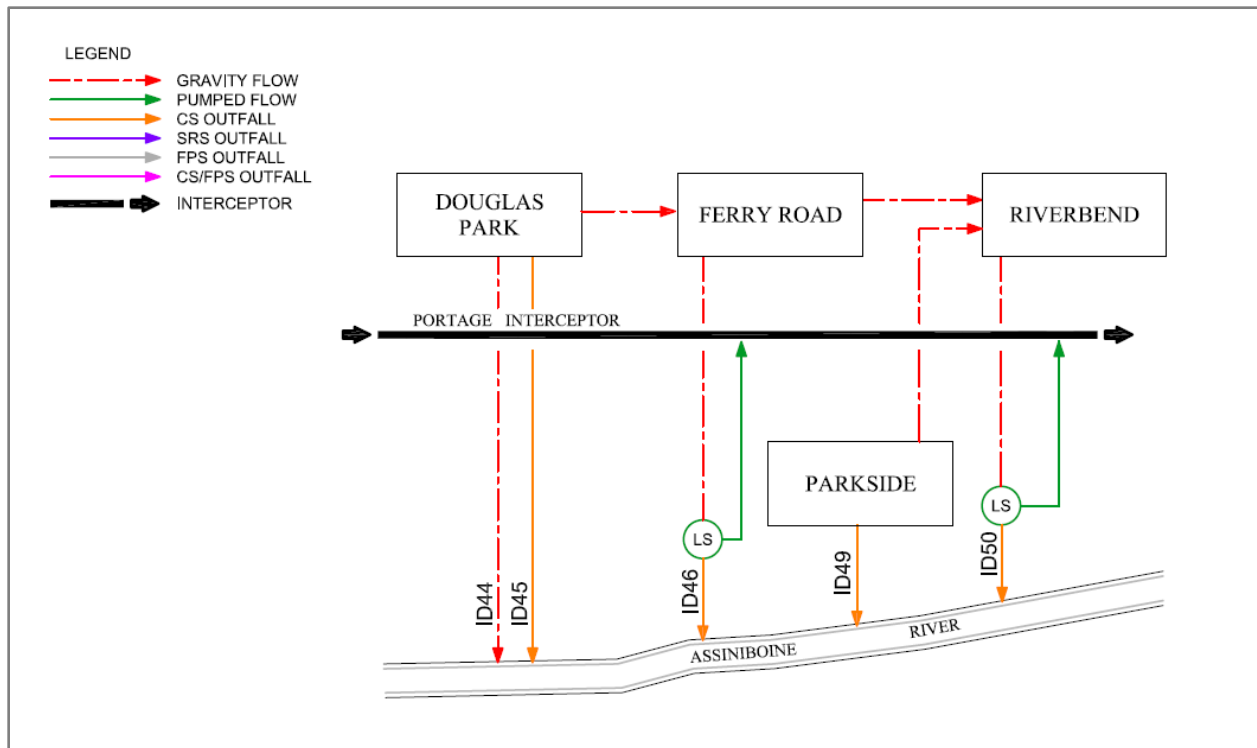 LEGEND
GRAVITY FLOW
PUMPED FLOW
CS OUTFALL
SRS OUTFALL
FPS OUTFALL
CS/FPS OUTFALL
INTERCEPTOR
DOUGLAS
PARK
FERRY ROAD
RIVERBEND
PORTAGE INTERCEPTOR
PARKSIDE
LS
LS
ID44
ID45
ID46
ID49
ID50
ASSINIBOINE RIVER